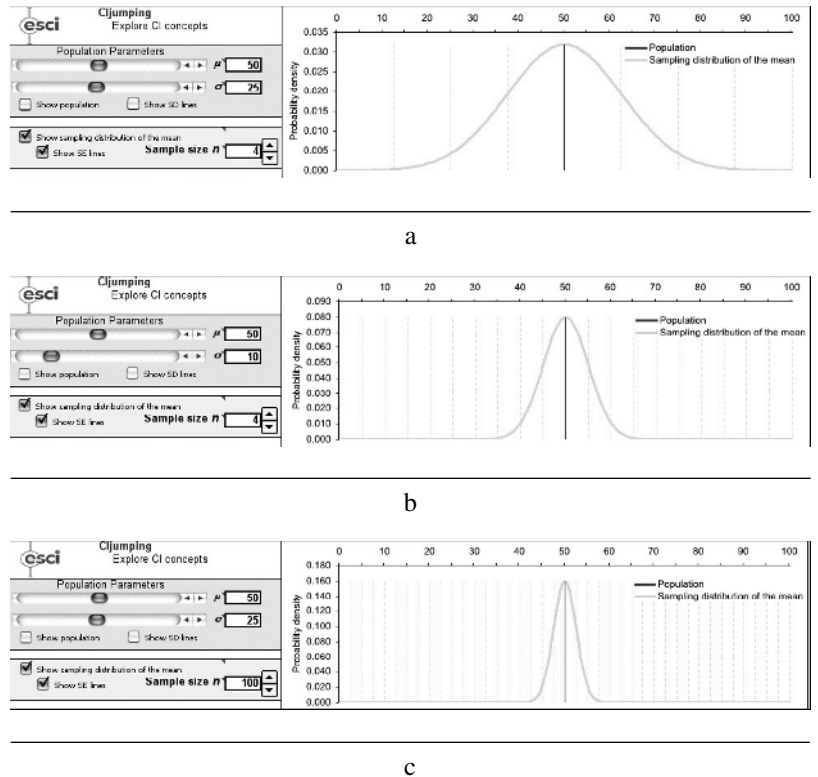 CIjumping
esci Explore CI concepts
Population Parameters
μ 50
σ 25
Show population Show SD lines
Show sampling distribution of the mean
Show SE lines Sample size n 4
0 10 20 30 40 50 60 70 80 90 100
Probability density
0.035
0.030
0.025
0.020
0.015
0.010
0.005
0.000
Population
Sampling distribution of the mean
a
CIjumping
esci Explore CI concepts
Population Parameters
μ 50
σ 10
Show population Show SD lines
Show sampling distribution of the mean
Show SE lines Sample size n 4
0 10 20 30 40 50 60 70 80 90 100
Probability density
0.090
0.080
0.070
0.060
0.050
0.040
0.030
0.020
0.010
0.000
Population
Sampling distribution of the mean
b
CIjumping
esci Explore CI concepts
Population Parameters
μ 50
σ 25
Show population Show SD lines
Show sampling distribution of the mean
Show SE lines Sample size n 100
0 10 20 30 40 50 60 70 80 90 100
Probability density
0.180
0.160
0.140
0.120
0.100
0.080
0.060
0.040
0.020
0.000
Population
Sampling distribution of the mean
c